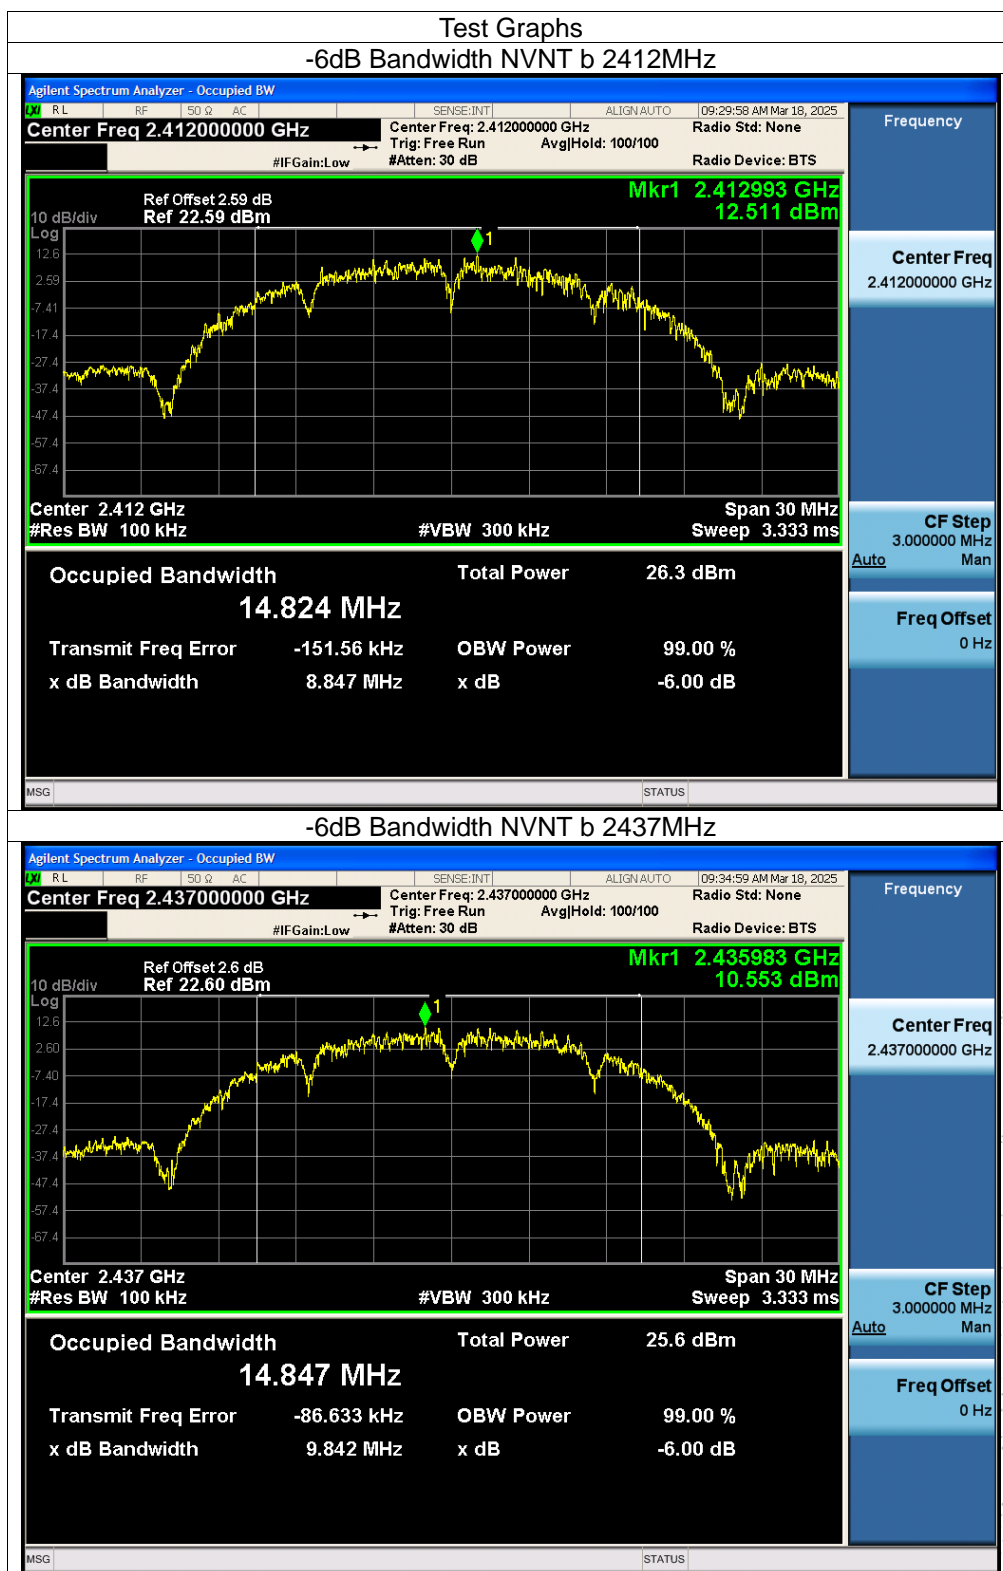 Test Graphs
-6dB Bandwidth NVNT b 2412MHz
Agilent Spectrum Analyzer - Occupied BW
LXI RL RF 50 Ω AC SENSE:INT ALIGN AUTO 09:29:58 AM Mar 18, 2025
Center Freq 2.412000000 GHz Center Freq: 2.412000000 GHz Radio Std: None Frequency
Trig: Free Run Avg|Hold: 100/100
#IFGain:Low #Atten: 30 dB Radio Device: BTS
Mkr1 2.412993 GHz
Ref Offset 2.59 dB
10 dB/div Ref 22.59 dBm 12.511 dBm
Log
1
12.6
2.59
-7.41
-17.4
-27.4
-37.4
-47.4
-57.4
-67.4
Center Freq
2.412000000 GHz
Center 2.412 GHz Span 30 MHz
#Res BW 100 kHz #VBW 300 kHz Sweep 3.333 ms
CF Step
3.000000 MHz
Auto Man
Occupied Bandwidth Total Power 26.3 dBm
14.824 MHz
Transmit Freq Error -151.56 kHz OBW Power 99.00 %
x dB Bandwidth 8.847 MHz x dB -6.00 dB
Freq Offset
0 Hz
MSG STATUS
-6dB Bandwidth NVNT b 2437MHz
Agilent Spectrum Analyzer - Occupied BW
LXI RL RF 50 Ω AC SENSE:INT ALIGN AUTO 09:34:59 AM Mar 18, 2025
Center Freq 2.437000000 GHz Center Freq: 2.437000000 GHz Radio Std: None Frequency
Trig: Free Run Avg|Hold: 100/100
#IFGain:Low #Atten: 30 dB Radio Device: BTS
Mkr1 2.435983 GHz
Ref Offset 2.6 dB
10 dB/div Ref 22.60 dBm 10.553 dBm
Log
1
12.6
2.60
-7.40
-17.4
-27.4
-37.4
-47.4
-57.4
-67.4
Center Freq
2.437000000 GHz
Center 2.437 GHz Span 30 MHz
#Res BW 100 kHz #VBW 300 kHz Sweep 3.333 ms
CF Step
3.000000 MHz
Auto Man
Occupied Bandwidth Total Power 25.6 dBm
14.847 MHz
Transmit Freq Error -86.633 kHz OBW Power 99.00 %
x dB Bandwidth 9.842 MHz x dB -6.00 dB
Freq Offset
0 Hz
MSG STATUS